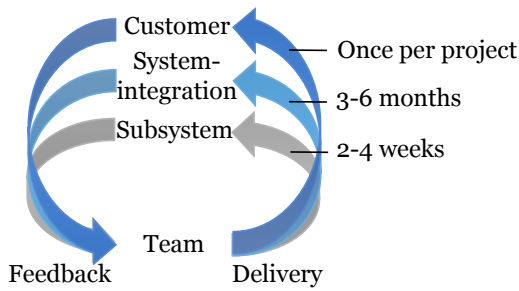 Customer
Once per project
System-
integration
3-6 months
Subsystem
2-4 weeks
Team
Feedback
Delivery